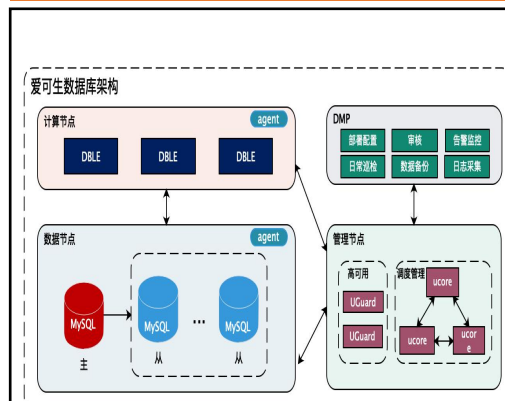 爱可生数据库架构
计算节点
agent
DBLE
DBLE
DBLE
DMP
部署配置
审核
告警监控
日常巡检
数据备份
日志采集
数据节点
agent
MySQL
主
MySQL
从
...
MySQL
从
管理节点
高可用
UGuard
UGuard
调度管理
ucore
ucore
ucor
e